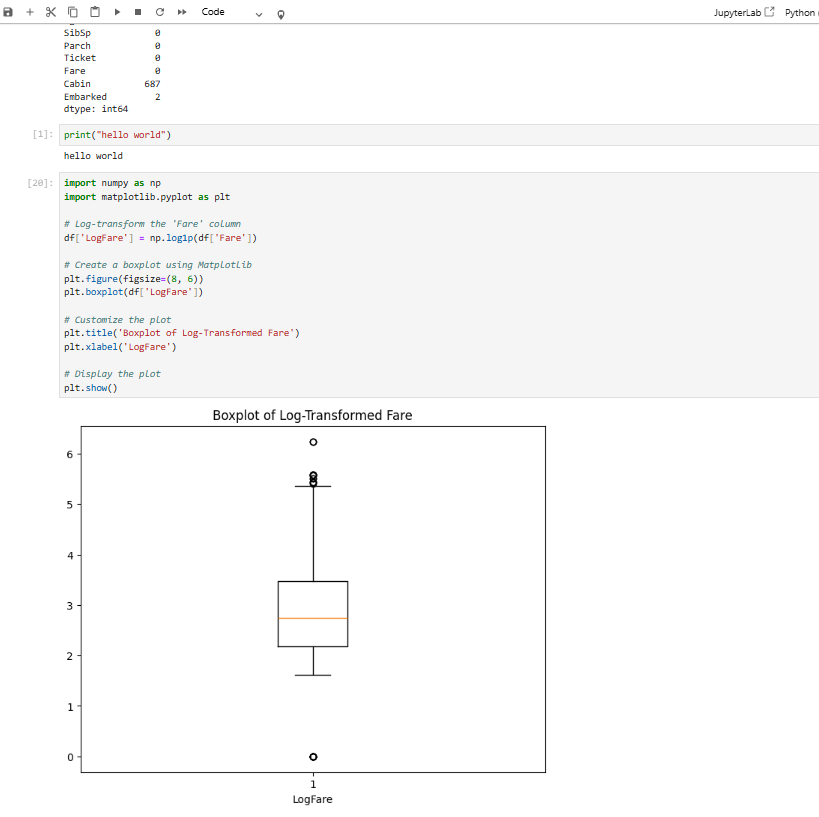 Code
JupyterLab
Python
SibSp 0
Parch 0
Ticket 0
Fare 0
Cabin 687
Embarked 2
dtype: int64
[1]: print("hello world")
hello world
[20]: import numpy as np
import matplotlib.pyplot as plt
# Log-transform the 'Fare' column
df['LogFare'] = np.log1p(df['Fare'])
# Create a boxplot using Matplotlib
plt.figure(figsize=(8, 6))
plt.boxplot(df['LogFare'])
# Customize the plot
plt.title('Boxplot of Log-Transformed Fare')
plt.xlabel('LogFare')
# Display the plot
plt.show()
Boxplot of Log-Transformed Fare
6
5
4
3
2
1
0
1
LogFare